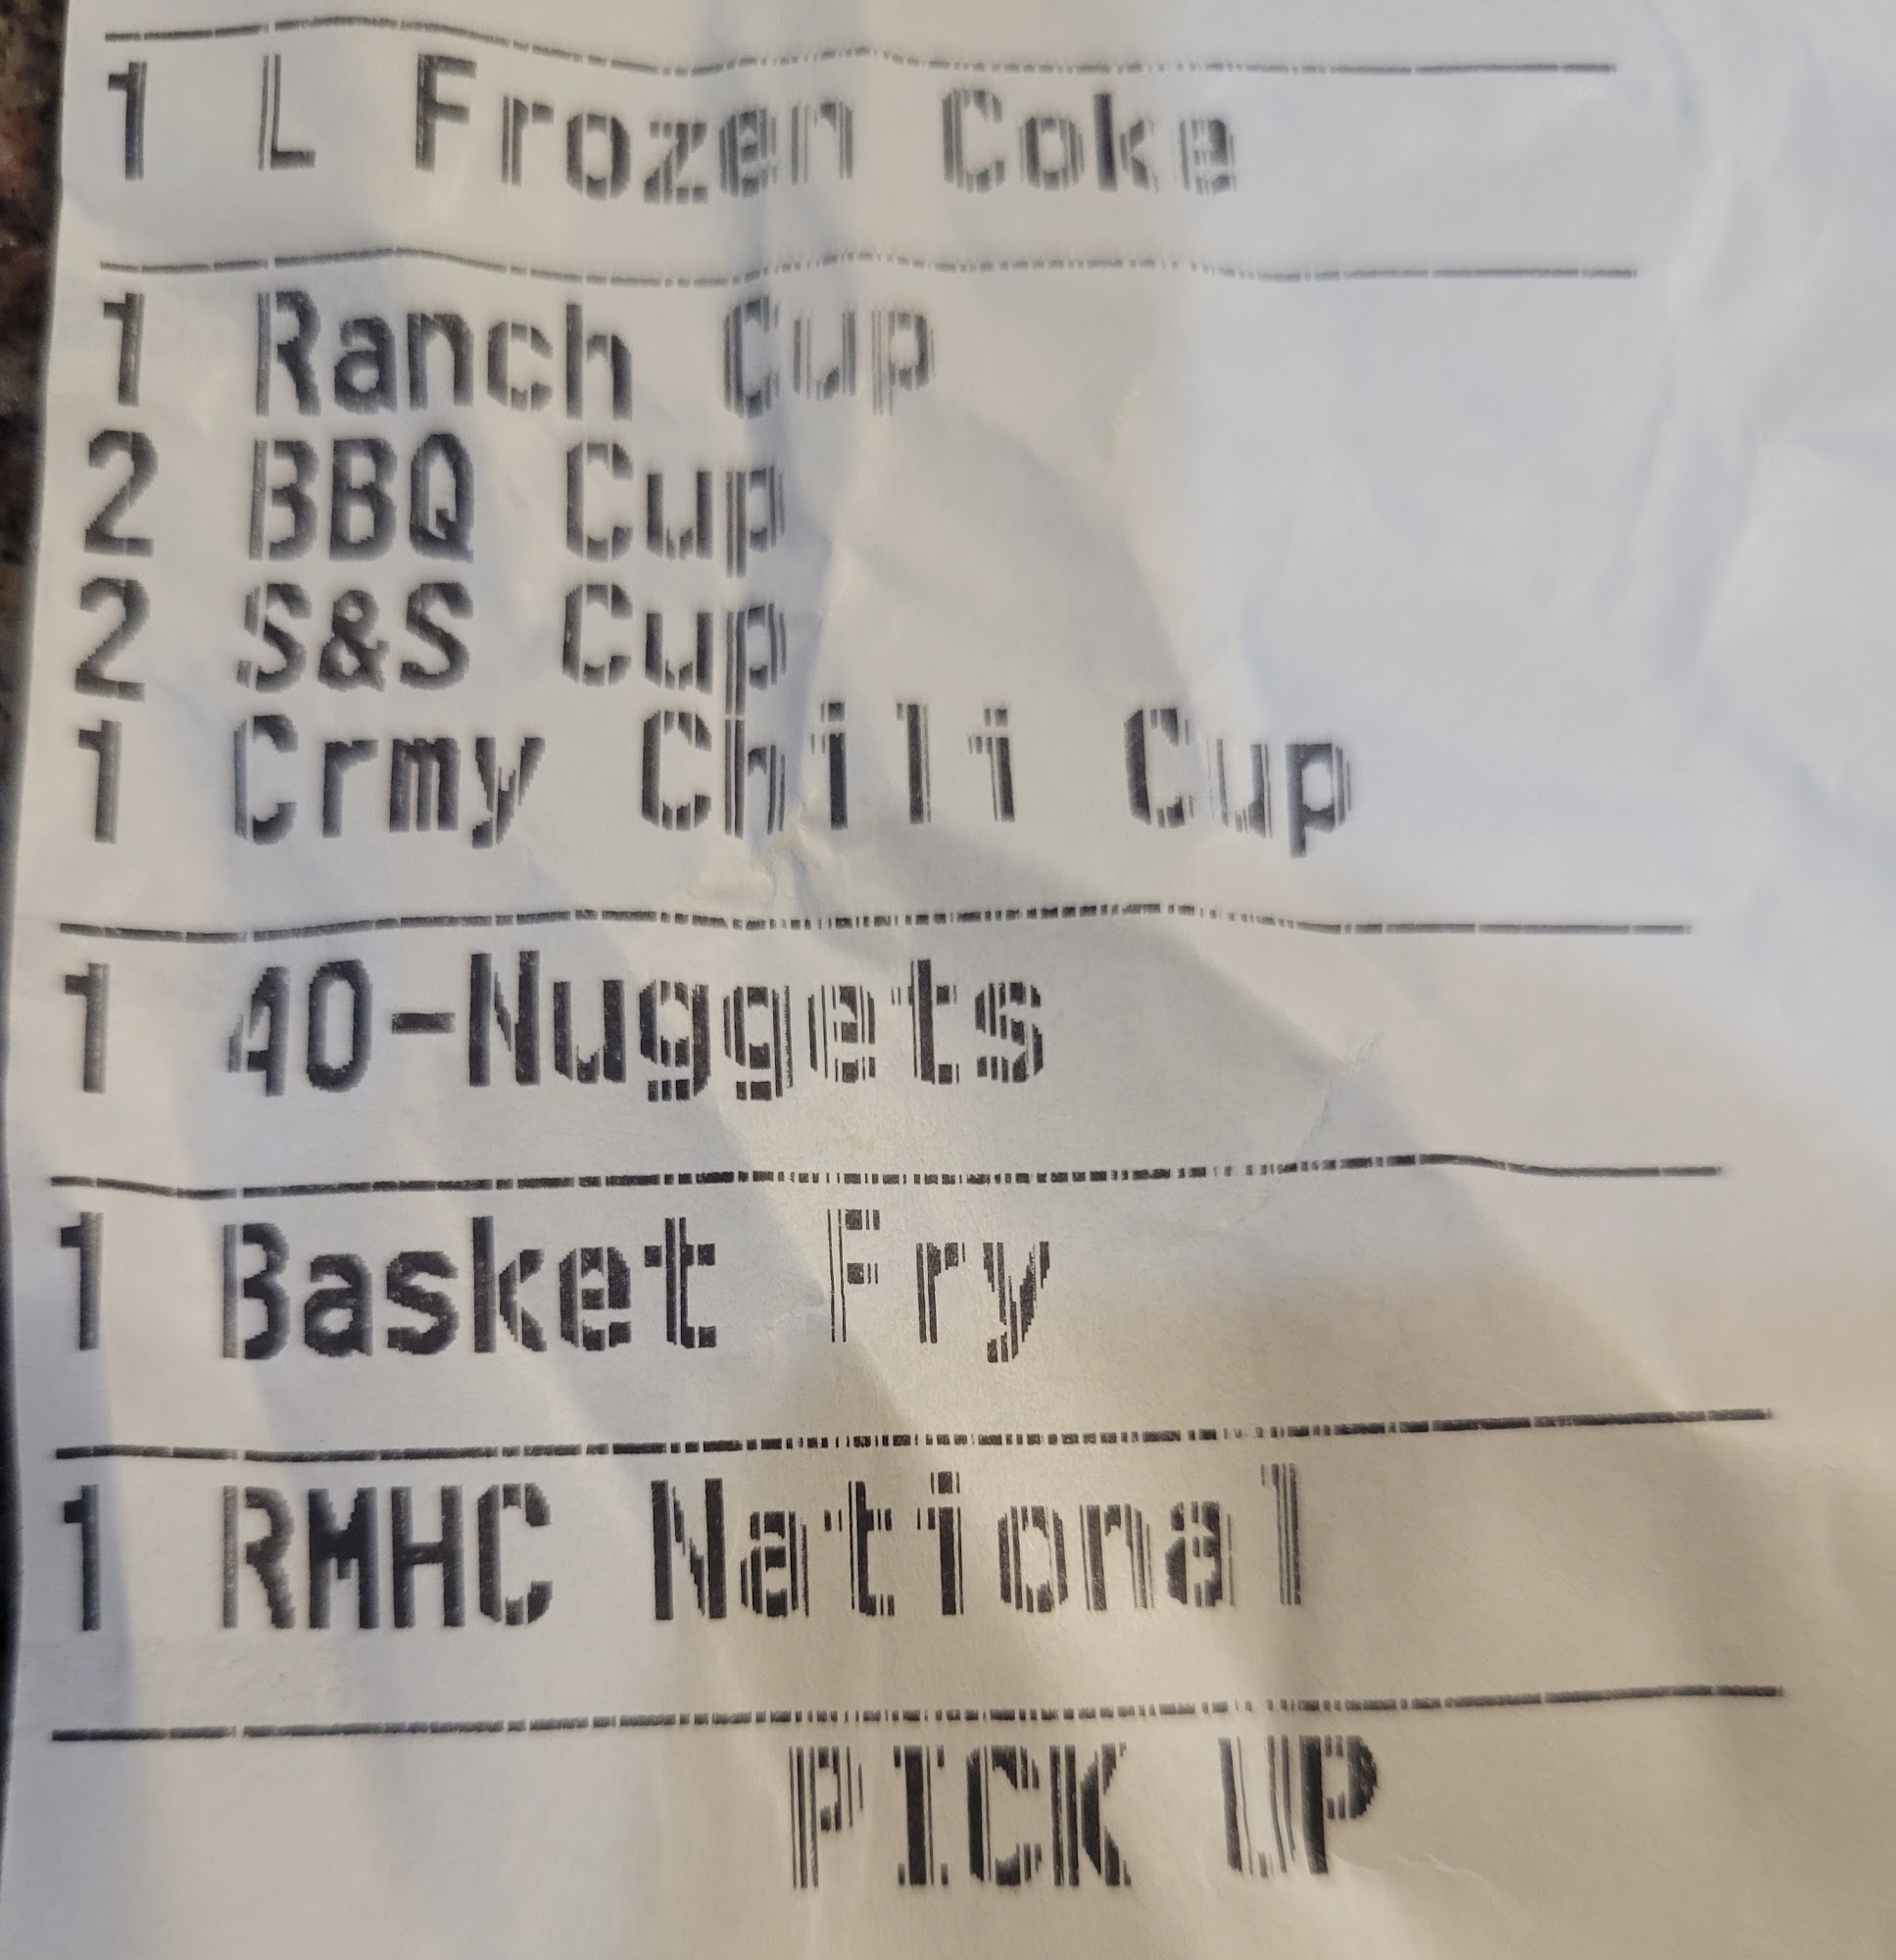 1 L Frozen Coke
1 Ranch Cup
2 BBQ Cup
2 S&S Cup
1 Crmy Chili Cup
1 40-Nuggets
1 Basket Fry
1 RMHC National
PICK UP